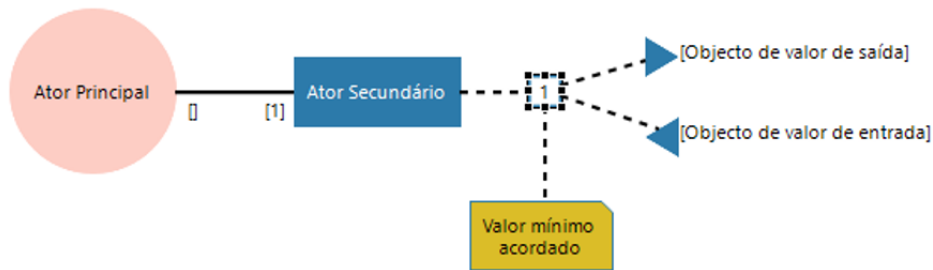 [Objecto de valor de saída]
Ator Principal
Ator Secundário
1
[]
[1]
[Objecto de valor de entrada]
Valor mínimo
acordado